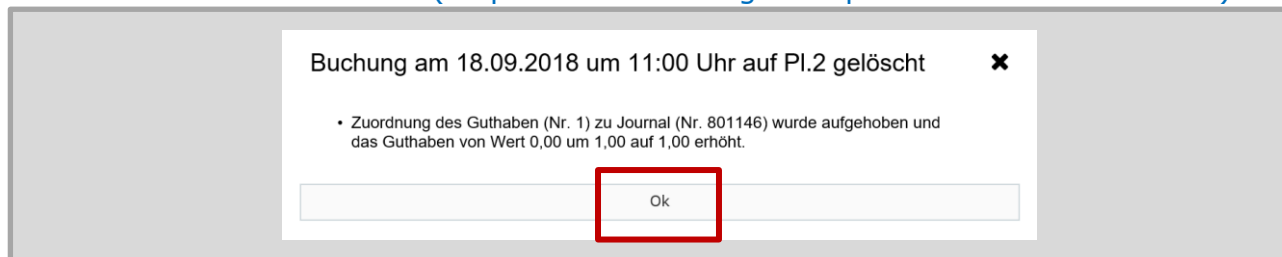 Buchung am 18.09.2018 um 11:00 Uhr auf Pl.2 gelöscht ✖
• Zuordnung des Guthaben (Nr. 1) zu Journal (Nr. 801146) wurde aufgehoben und
das Guthaben von Wert 0,00 um 1,00 auf 1,00 erhöht.
Ok